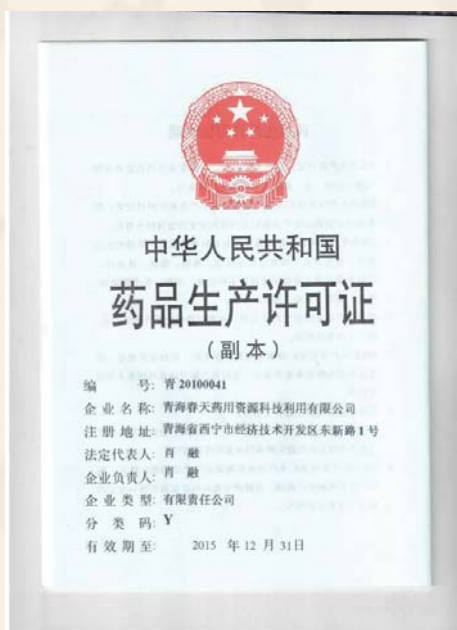 中华人民共和国
药品生产许可证
（副本）
编 号: 青 20100041
企业名称: 青海春天药用资源科技利用有限公司
注册地址: 青海省西宁市经济技术开发区东新路 1 号
法定代表人: 肖 融
企业负责人: 肖 融
企业类型: 有限责任公司
分 类 码: Y
有效期至: 2015 年 12 月 31日